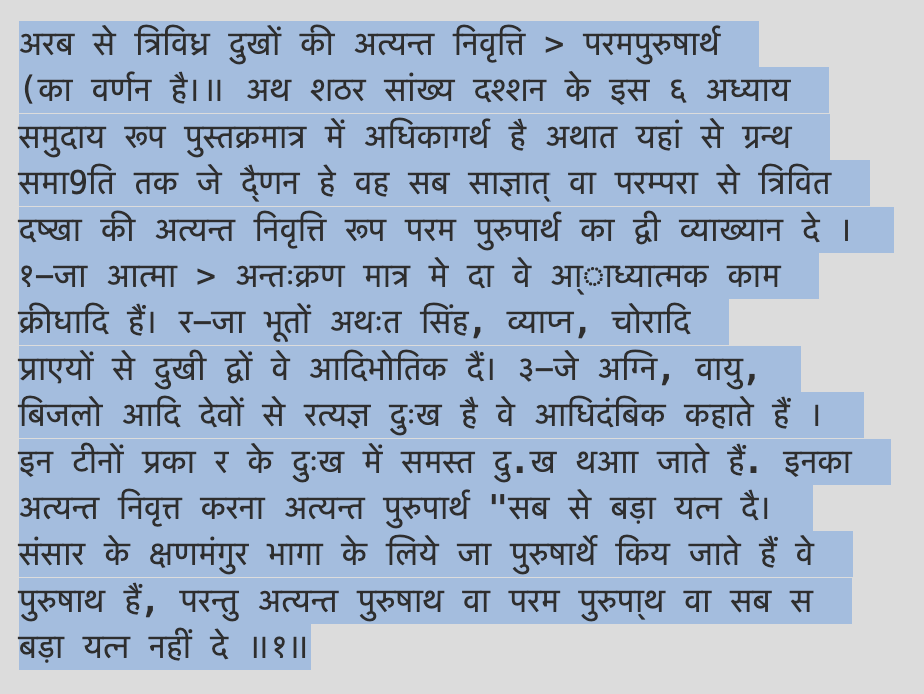 अरब से त्रिविध्र दुखों की अत्यन्त निवृत्ति > परमपुरुषार्थ
(का वर्णन है।॥ अथ शठर सांख्य दश्शन के इस ६ अध्याय
समुदाय रूप पुस्तक्रमात्र में अधिकागर्थ है अथात यहां से ग्रन्थ
समा9ति तक जे दै्णन हे वह सब साज्ञात् वा परम्परा से त्रिवित
दष्खा की अत्यन्त निवृत्ति रूप परम पुरुपार्थ का द्वी व्याख्यान दे ।
१–जा आत्मा > अन्तःक्रण मात्र मे दा वे आ्ाध्यात्मक काम
क्रीधादि हैं। र–जा भूतों अथःत सिंह, व्याप्न, चोरादि
प्राएयों से दुखी द्वों वे आदिभोतिक दैं। ३–जे अग्नि, वायु,
बिजलो आदि देवों से रत्यज्ञ दुःख है वे आधिदंबिक कहाते हैं ।
इन टीनों प्रका र के दुःख में समस्त दु.ख थआा जाते हैं. इनका
अत्यन्त निवृत्त करना अत्यन्त पुरुपार्थ "सब से बड़ा यत्न दै।
संसार के क्षणमंगुर भागा के लिये जा पुरुषार्थे किय जाते हैं वे
पुरुषाथ हैं, परन्तु अत्यन्त पुरुषाथ वा परम पुरुपा्थ वा सब स
बड़ा यत्न नहीं दे ॥१॥